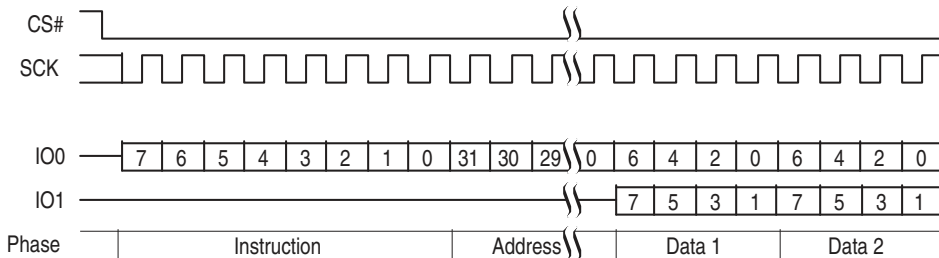 CS#
SCK
IO0 7 6 5 4 3 2 1 0 31 30 29 0 6 4 2 0 6 4 2 0
IO1 7 5 3 1 7 5 3 1
Phase Instruction Address Data 1 Data 2